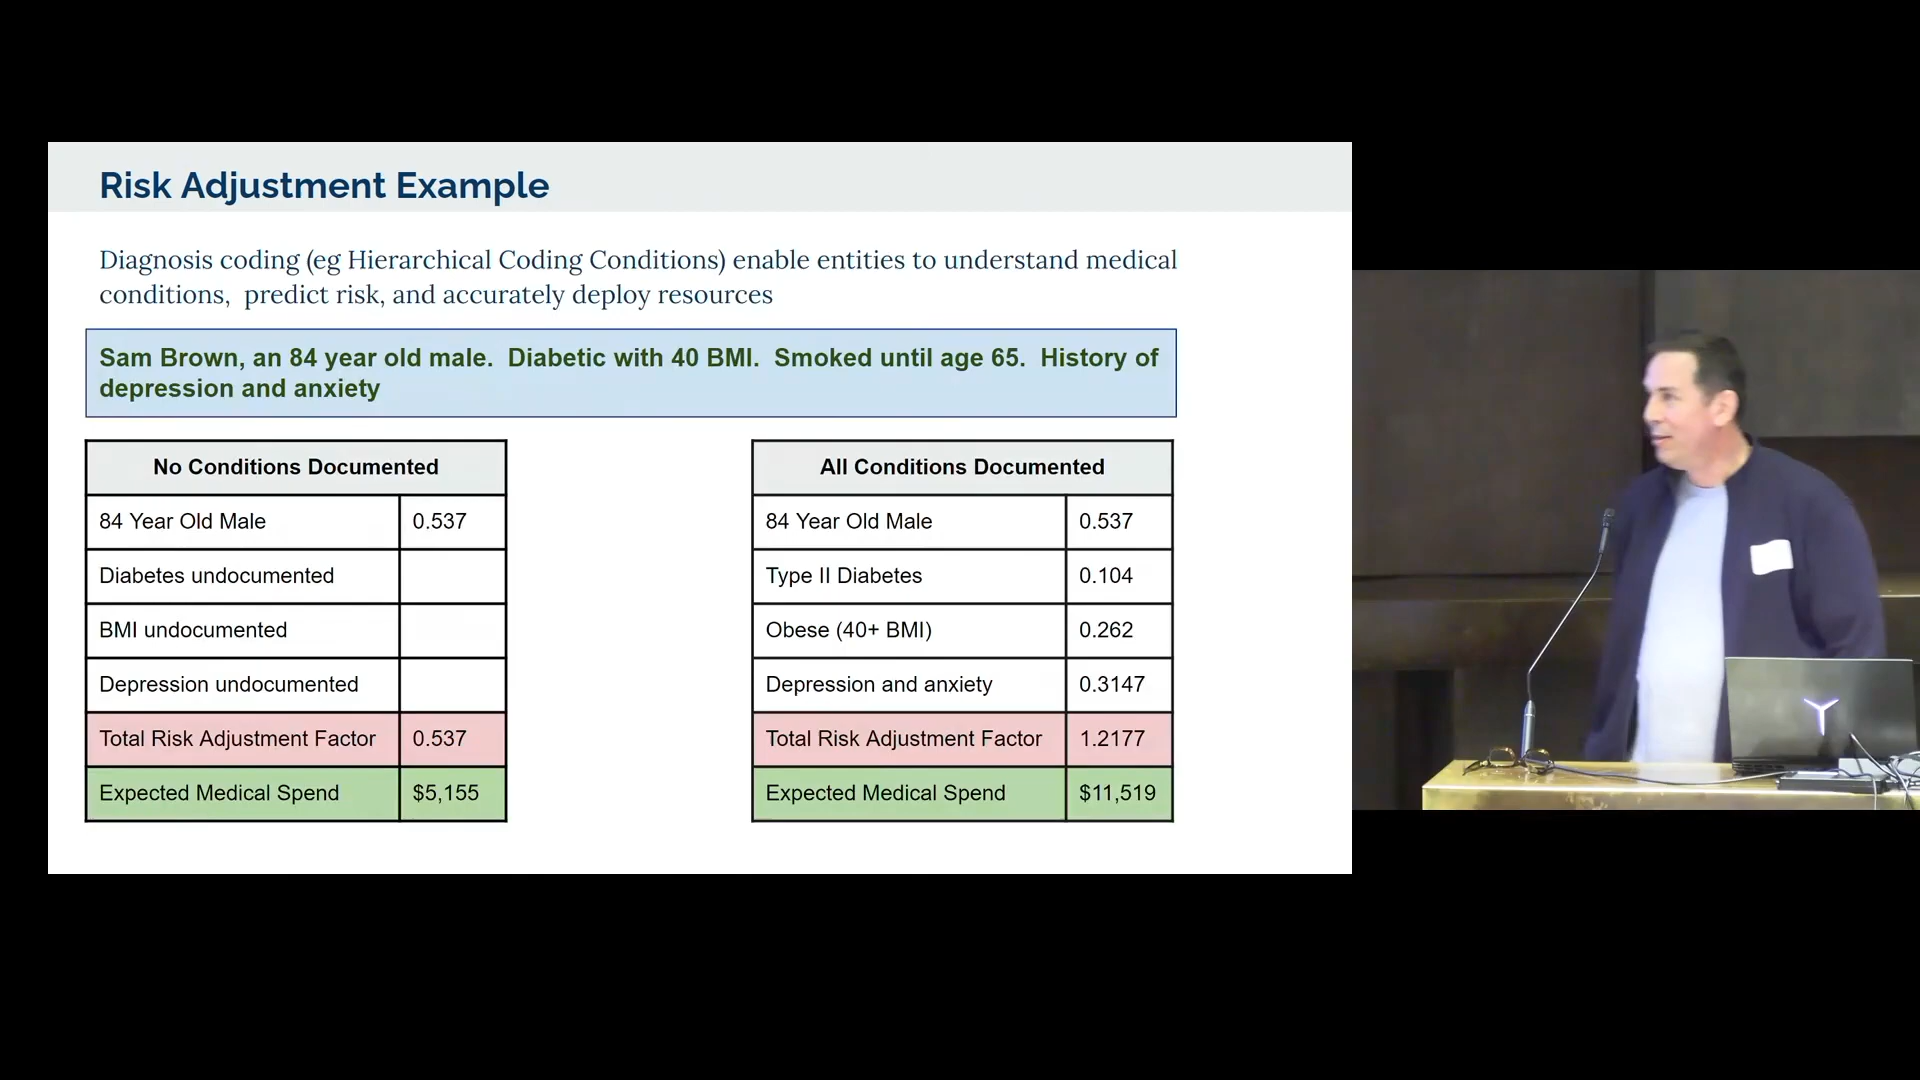 Risk Adjustment Example
Diagnosis coding (eg Hierarchical Coding Conditions) enable entities to understand medical
conditions,  predict risk, and accurately deploy resources
Sam Brown, an 84 year old male.  Diabetic with 40 BMI.  Smoked until age 65.  History of
depression and anxiety
No Conditions Documented
84 Year Old Male 0.537
Diabetes undocumented
BMI undocumented
Depression undocumented
Total Risk Adjustment Factor 0.537
Expected Medical Spend $5,155
All Conditions Documented
84 Year Old Male 0.537
Type II Diabetes 0.104
Obese (40+ BMI) 0.262
Depression and anxiety 0.3147
Total Risk Adjustment Factor 1.2177
Expected Medical Spend $11,519